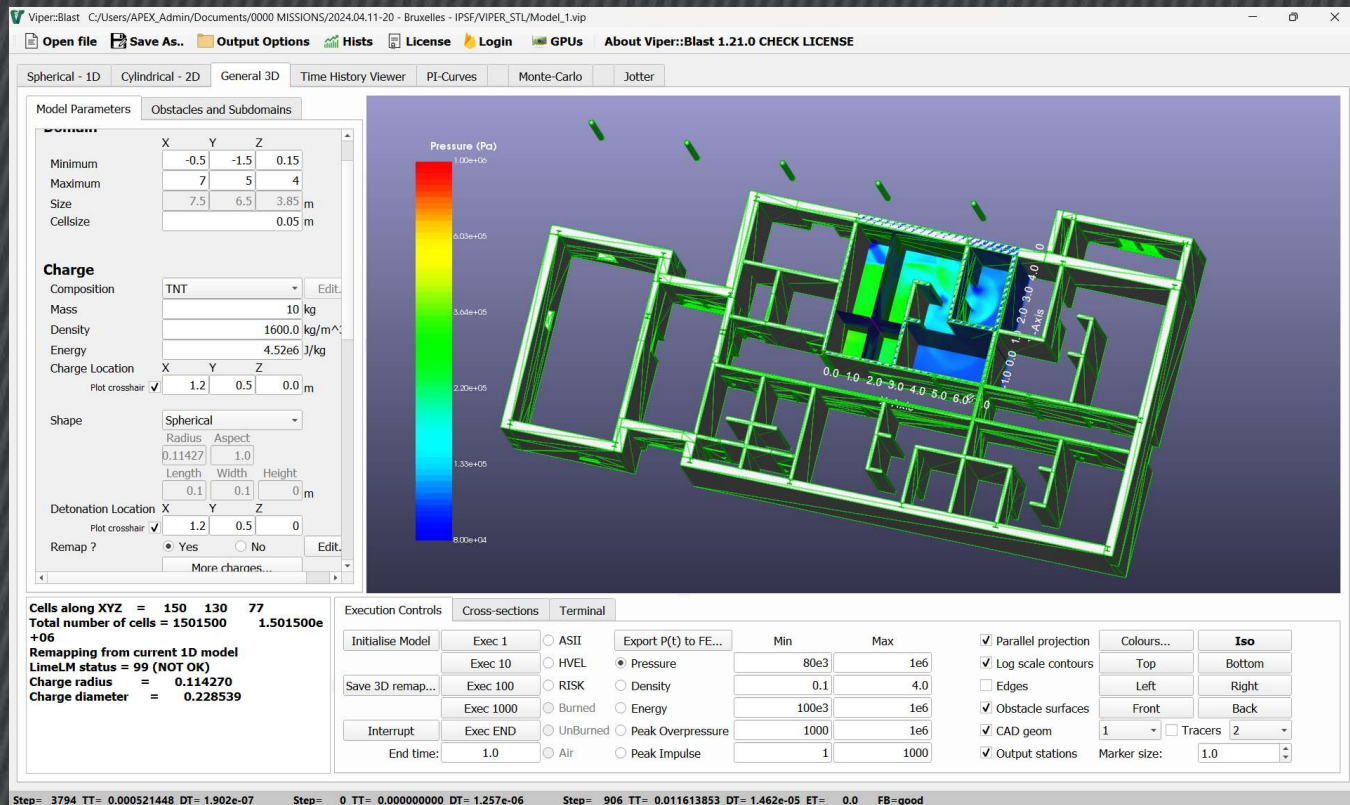 Viper::Blast C:/Users/APEX_Admin/Documents/0000 MISSIONS/2024.04.11-20 - Bruxelles - IPSF/VIPER_STL/Model_1.vip
Open file Save As.. Output Options Hists License Login GPUs About Viper::Blast 1.21.0 CHECK LICENSE
Spherical - 1D Cylindrical - 2D General 3D Time History Viewer PI-Curves Monte-Carlo Jotter
Model Parameters Obstacles and Subdomains
Domain
X Y Z
Minimum -0.5 -1.5 0.15
Maximum 7 5 4
Size 7.5 6.5 3.85 m
Cellsize 0.05 m
Charge
Composition TNT Edit.
Mass 10 kg
Density 1600.0 kg/m^
Energy 4.52e6 J/kg
Charge Location X Y Z
Plot crosshair 1.2 0.5 0.0 m
Shape Spherical
Radius Aspect
0.11427 1.0
Length Width Height
0.1 0.1 0 m
Detonation Location X Y Z
Plot crosshair 1.2 0.5 0
Remap ? Yes No Edit.
More charges...
Pressure (Pa)
1.00e+06
6.03e+05
3.64e+05
2.20e+05
1.33e+05
8.00e+04
0.0 1.0 2.0 3.0 4.0 5.0 6.0
-1.0 0.0 1.0 2.0 3.0 4.0
-Axis
Cells along XYZ = 150 130 77
Total number of cells = 1501500 1.501500e
+06
Remapping from current 1D model
LimeLM status = 99 (NOT OK)
Charge radius = 0.114270
Charge diameter = 0.228539
Execution Controls Cross-sections Terminal
Initialise Model Exec 1 ASII Export P(t) to FE... Min Max Parallel projection Colours... Iso
Exec 10 HVEL Pressure 80e3 1e6 Log scale contours Top Bottom
Save 3D remap... Exec 100 RISK Density 0.1 4.0 Edges Left Right
Exec 1000 Burned Energy 100e3 1e6 Obstacle surfaces Front Back
Interrupt Exec END UnBurned Peak Overpressure 1000 1e6 CAD geom 1 Tracers 2
End time: 1.0 Air Peak Impulse 1 1000 Output stations Marker size: 1.0
Step= 3794 TT= 0.000521448 DT= 1.902e-07 Step= 0 TT= 0.000000000 DT= 1.257e-06 Step= 906 TT= 0.011613853 DT= 1.462e-05 ET= 0.0 FB=good